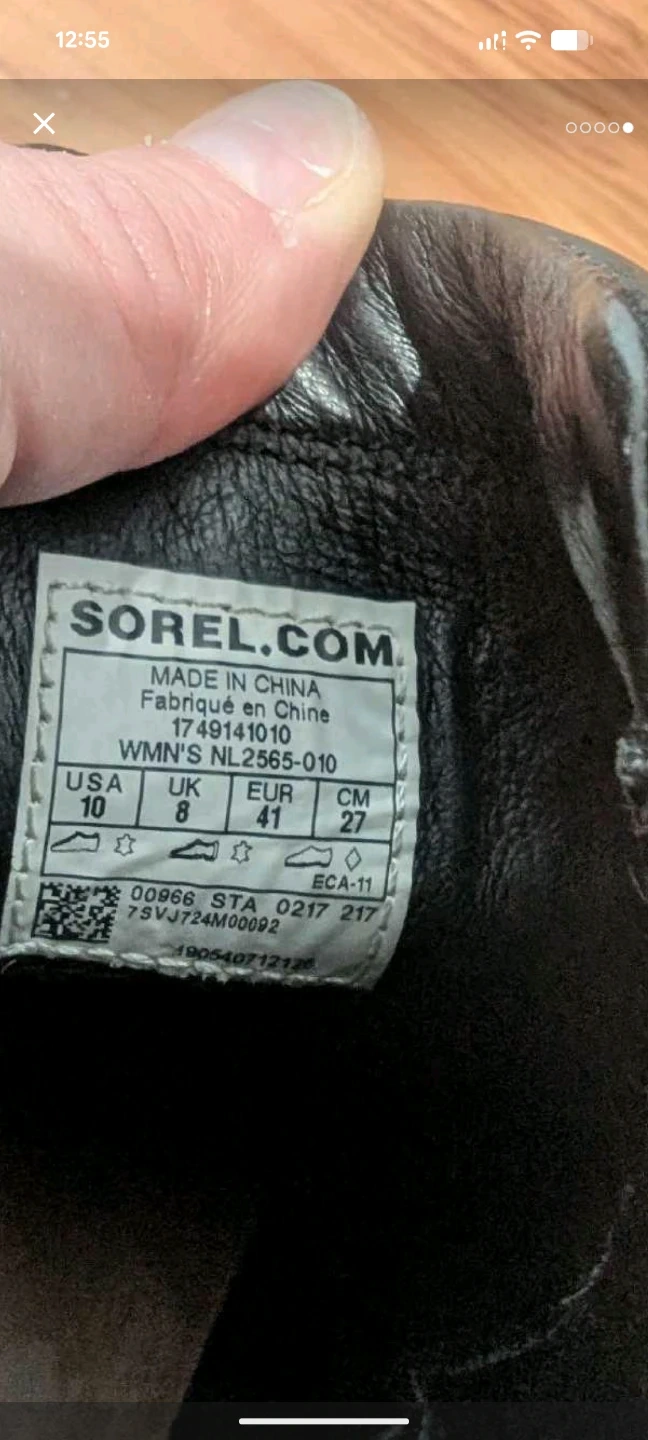 12:55
SOREL.COM
MADE IN CHINA
Fabriqué en Chine
1749141010
WMN'S NL2565-010
USA UK EUR CM
10 8 41 27
ECA-11
00966 STA 0217 217
7SVJ724M00092